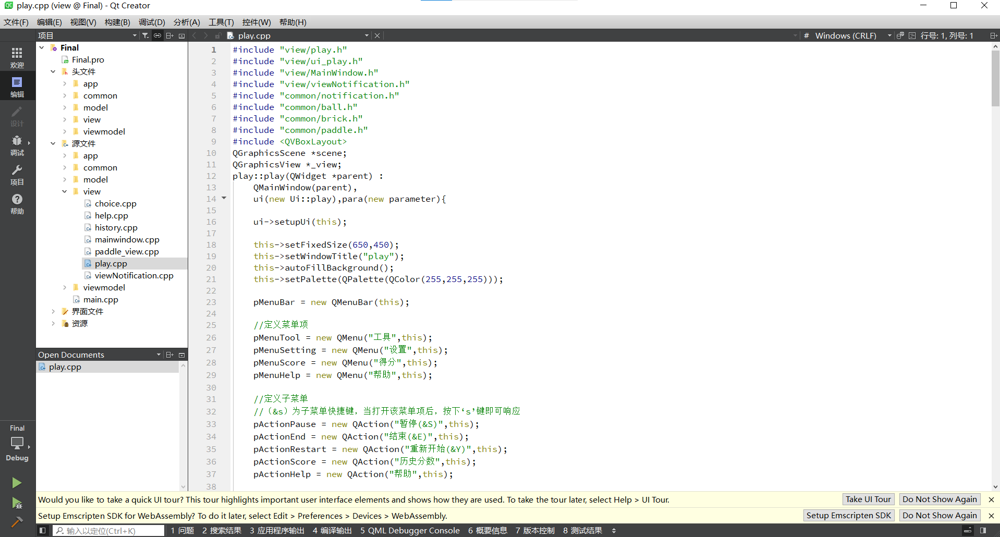 play.cpp (view @ Final) - Qt Creator
文件(F) 编辑(E) 视图(V) 构建(B) 调试(D) 分析(A) 工具(T) 控件(W) 帮助(H)
项目
play.cpp
# Windows (CRLF)
行号: 1, 列号: 1
欢迎
编辑
设计
调试
项目
帮助
Final
Debug
Final
Final.pro
头文件
app
common
model
view
viewmodel
源文件
app
common
model
view
choice.cpp
help.cpp
history.cpp
mainwindow.cpp
paddle_view.cpp
play.cpp
viewNotification.cpp
viewmodel
main.cpp
界面文件
资源
Open Documents
play.cpp
1 #include "view/play.h"
2 #include "view/ui_play.h"
3 #include "view/MainWindow.h"
4 #include "view/viewNotification.h"
5 #include "common/notification.h"
6 #include "common/ball.h"
7 #include "common/brick.h"
8 #include "common/paddle.h"
9 #include <QVBoxLayout>
10 QGraphicsScene *scene;
11 QGraphicsView *_view;
12 play::play(QWidget *parent) :
13     QMainWindow(parent),
14     ui(new Ui::play),para(new parameter){
15
16     ui->setupUi(this);
17
18     this->setFixedSize(650,450);
19     this->setWindowTitle("play");
20     this->autoFillBackground();
21     this->setPalette(QPalette(QColor(255,255,255)));
22
23     pMenuBar = new QMenuBar(this);
24
25     //定义菜单项
26     pMenuTool = new QMenu("工具",this);
27     pMenuSetting = new QMenu("设置",this);
28     pMenuScore = new QMenu("得分",this);
29     pMenuHelp = new QMenu("帮助",this);
30
31     //定义子菜单
32     //（&s）为子菜单快捷键，当打开该菜单项后，按下‘s’键即可响应
33     pActionPause = new QAction("暂停(&S)",this);
34     pActionEnd = new QAction("结束(&E)",this);
35     pActionRestart = new QAction("重新开始(&Y)",this);
36     pActionScore = new QAction("历史分数",this);
37     pActionHelp = new QAction("帮助",this);
38
Would you like to take a quick UI tour? This tour highlights important user interface elements and shows how they are used. To take the tour later, select Help > UI Tour.
Take UI Tour
Do Not Show Again
Setup Emscripten SDK for WebAssembly? To do it later, select Edit > Preferences > Devices > WebAssembly.
Setup Emscripten SDK
Do Not Show Again
输入以定位(Ctrl+K)
1 问题 2 搜索结果 3 应用程序输出 4 编译输出 5 QML Debugger Console 6 概要信息 7 版本控制 8 测试结果